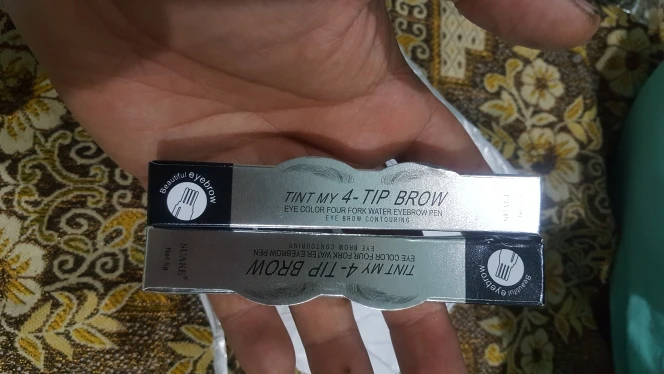 Beautiful eyebrow
TINT MY 4-TIP BROW
EYE COLOR FOUR FORK WATER EYEBROW PEN
EYE BROW CONTOURING
TINT MY 4-TIP BROW
EYE COLOR FOUR FORK WATER EYEBROW PEN
EYE BROW CONTOURING
Beautiful eyebrow